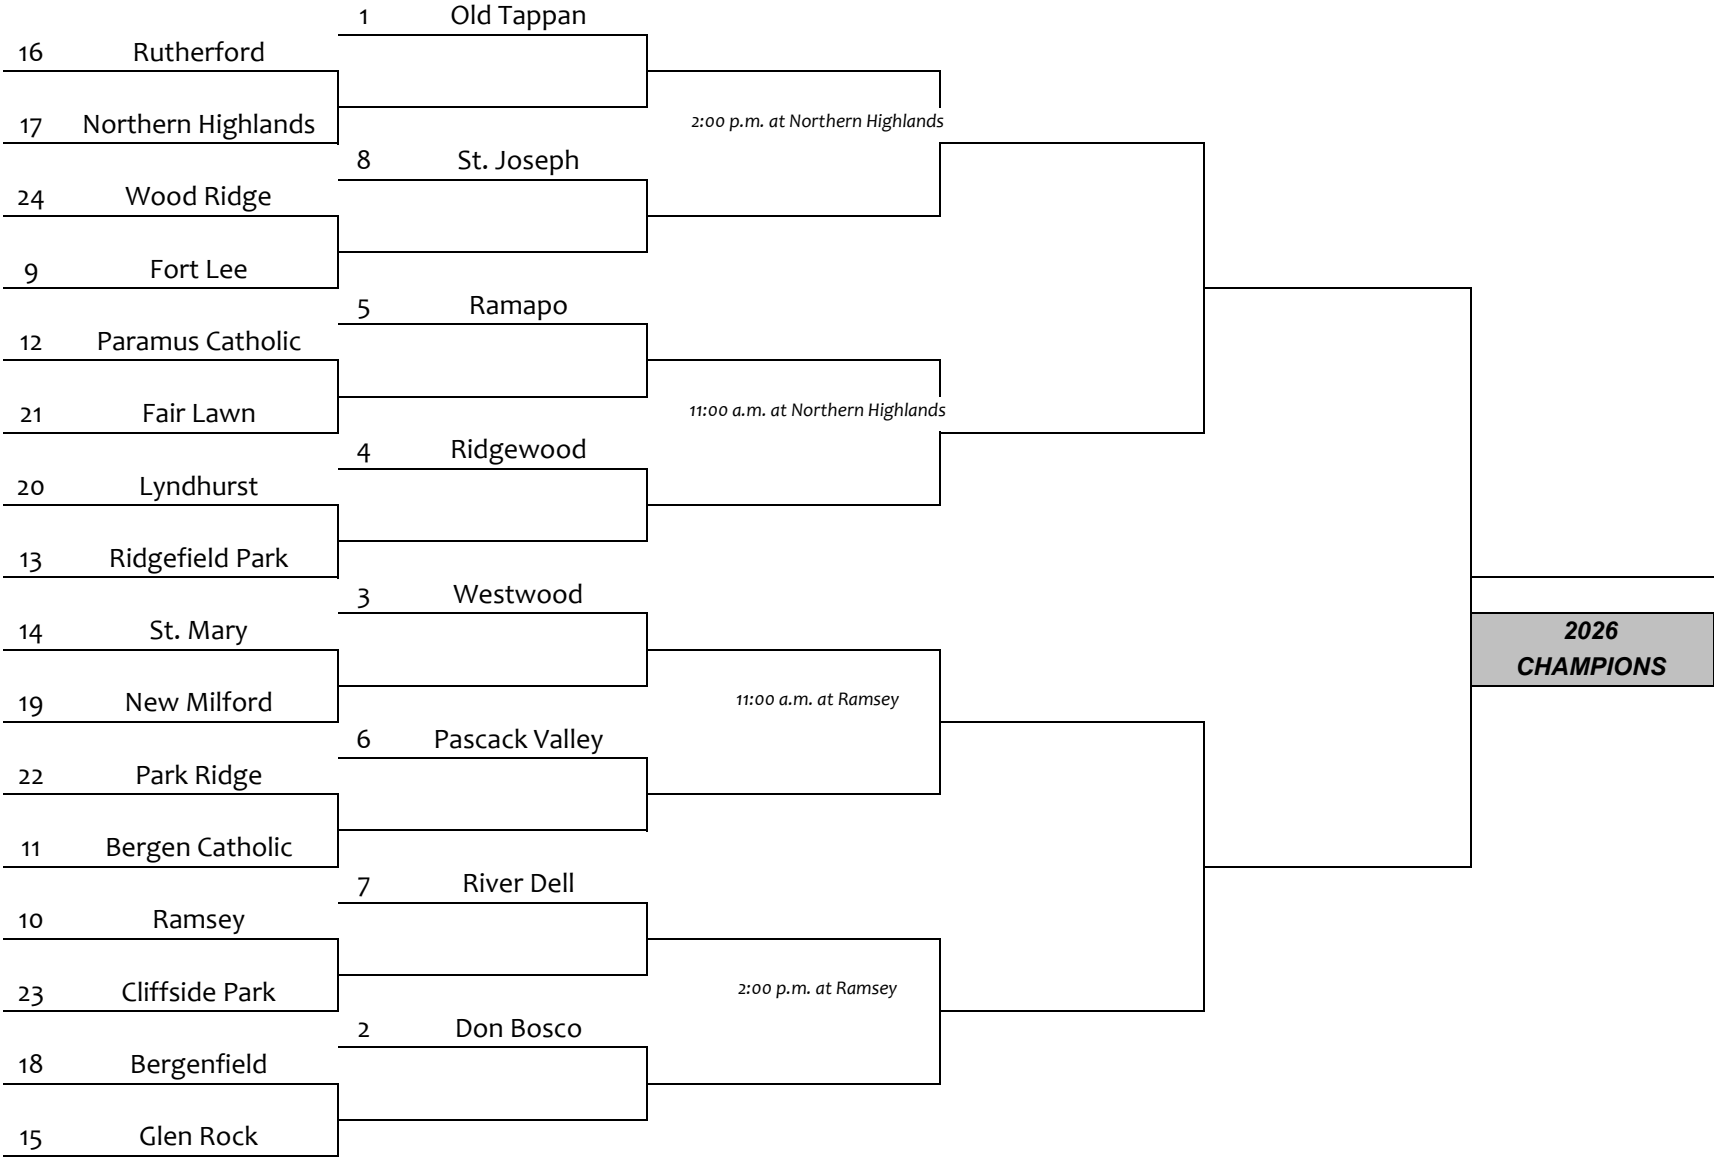 1 Old Tappan
16 Rutherford
17 Northern Highlands
2:00 p.m. at Northern Highlands
8 St. Joseph
24 Wood Ridge
9 Fort Lee
5 Ramapo
12 Paramus Catholic
21 Fair Lawn
11:00 a.m. at Northern Highlands
4 Ridgewood
20 Lyndhurst
13 Ridgefield Park
3 Westwood
14 St. Mary
2026
CHAMPIONS
19 New Milford
11:00 a.m. at Ramsey
6 Pascack Valley
22 Park Ridge
11 Bergen Catholic
7 River Dell
10 Ramsey
23 Cliffside Park
2:00 p.m. at Ramsey
2 Don Bosco
18 Bergenfield
15 Glen Rock